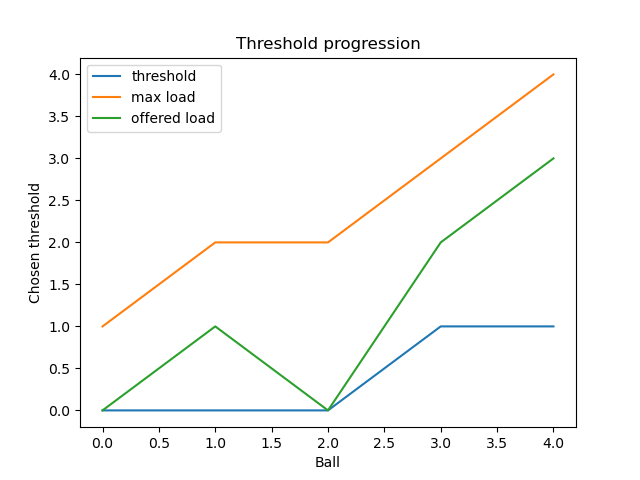 Threshold progression
threshold
max load
offered load
Chosen threshold
4.0
3.5
3.0
2.5
2.0
1.5
1.0
0.5
0.0
0.0 0.5 1.0 1.5 2.0 2.5 3.0 3.5 4.0
Ball